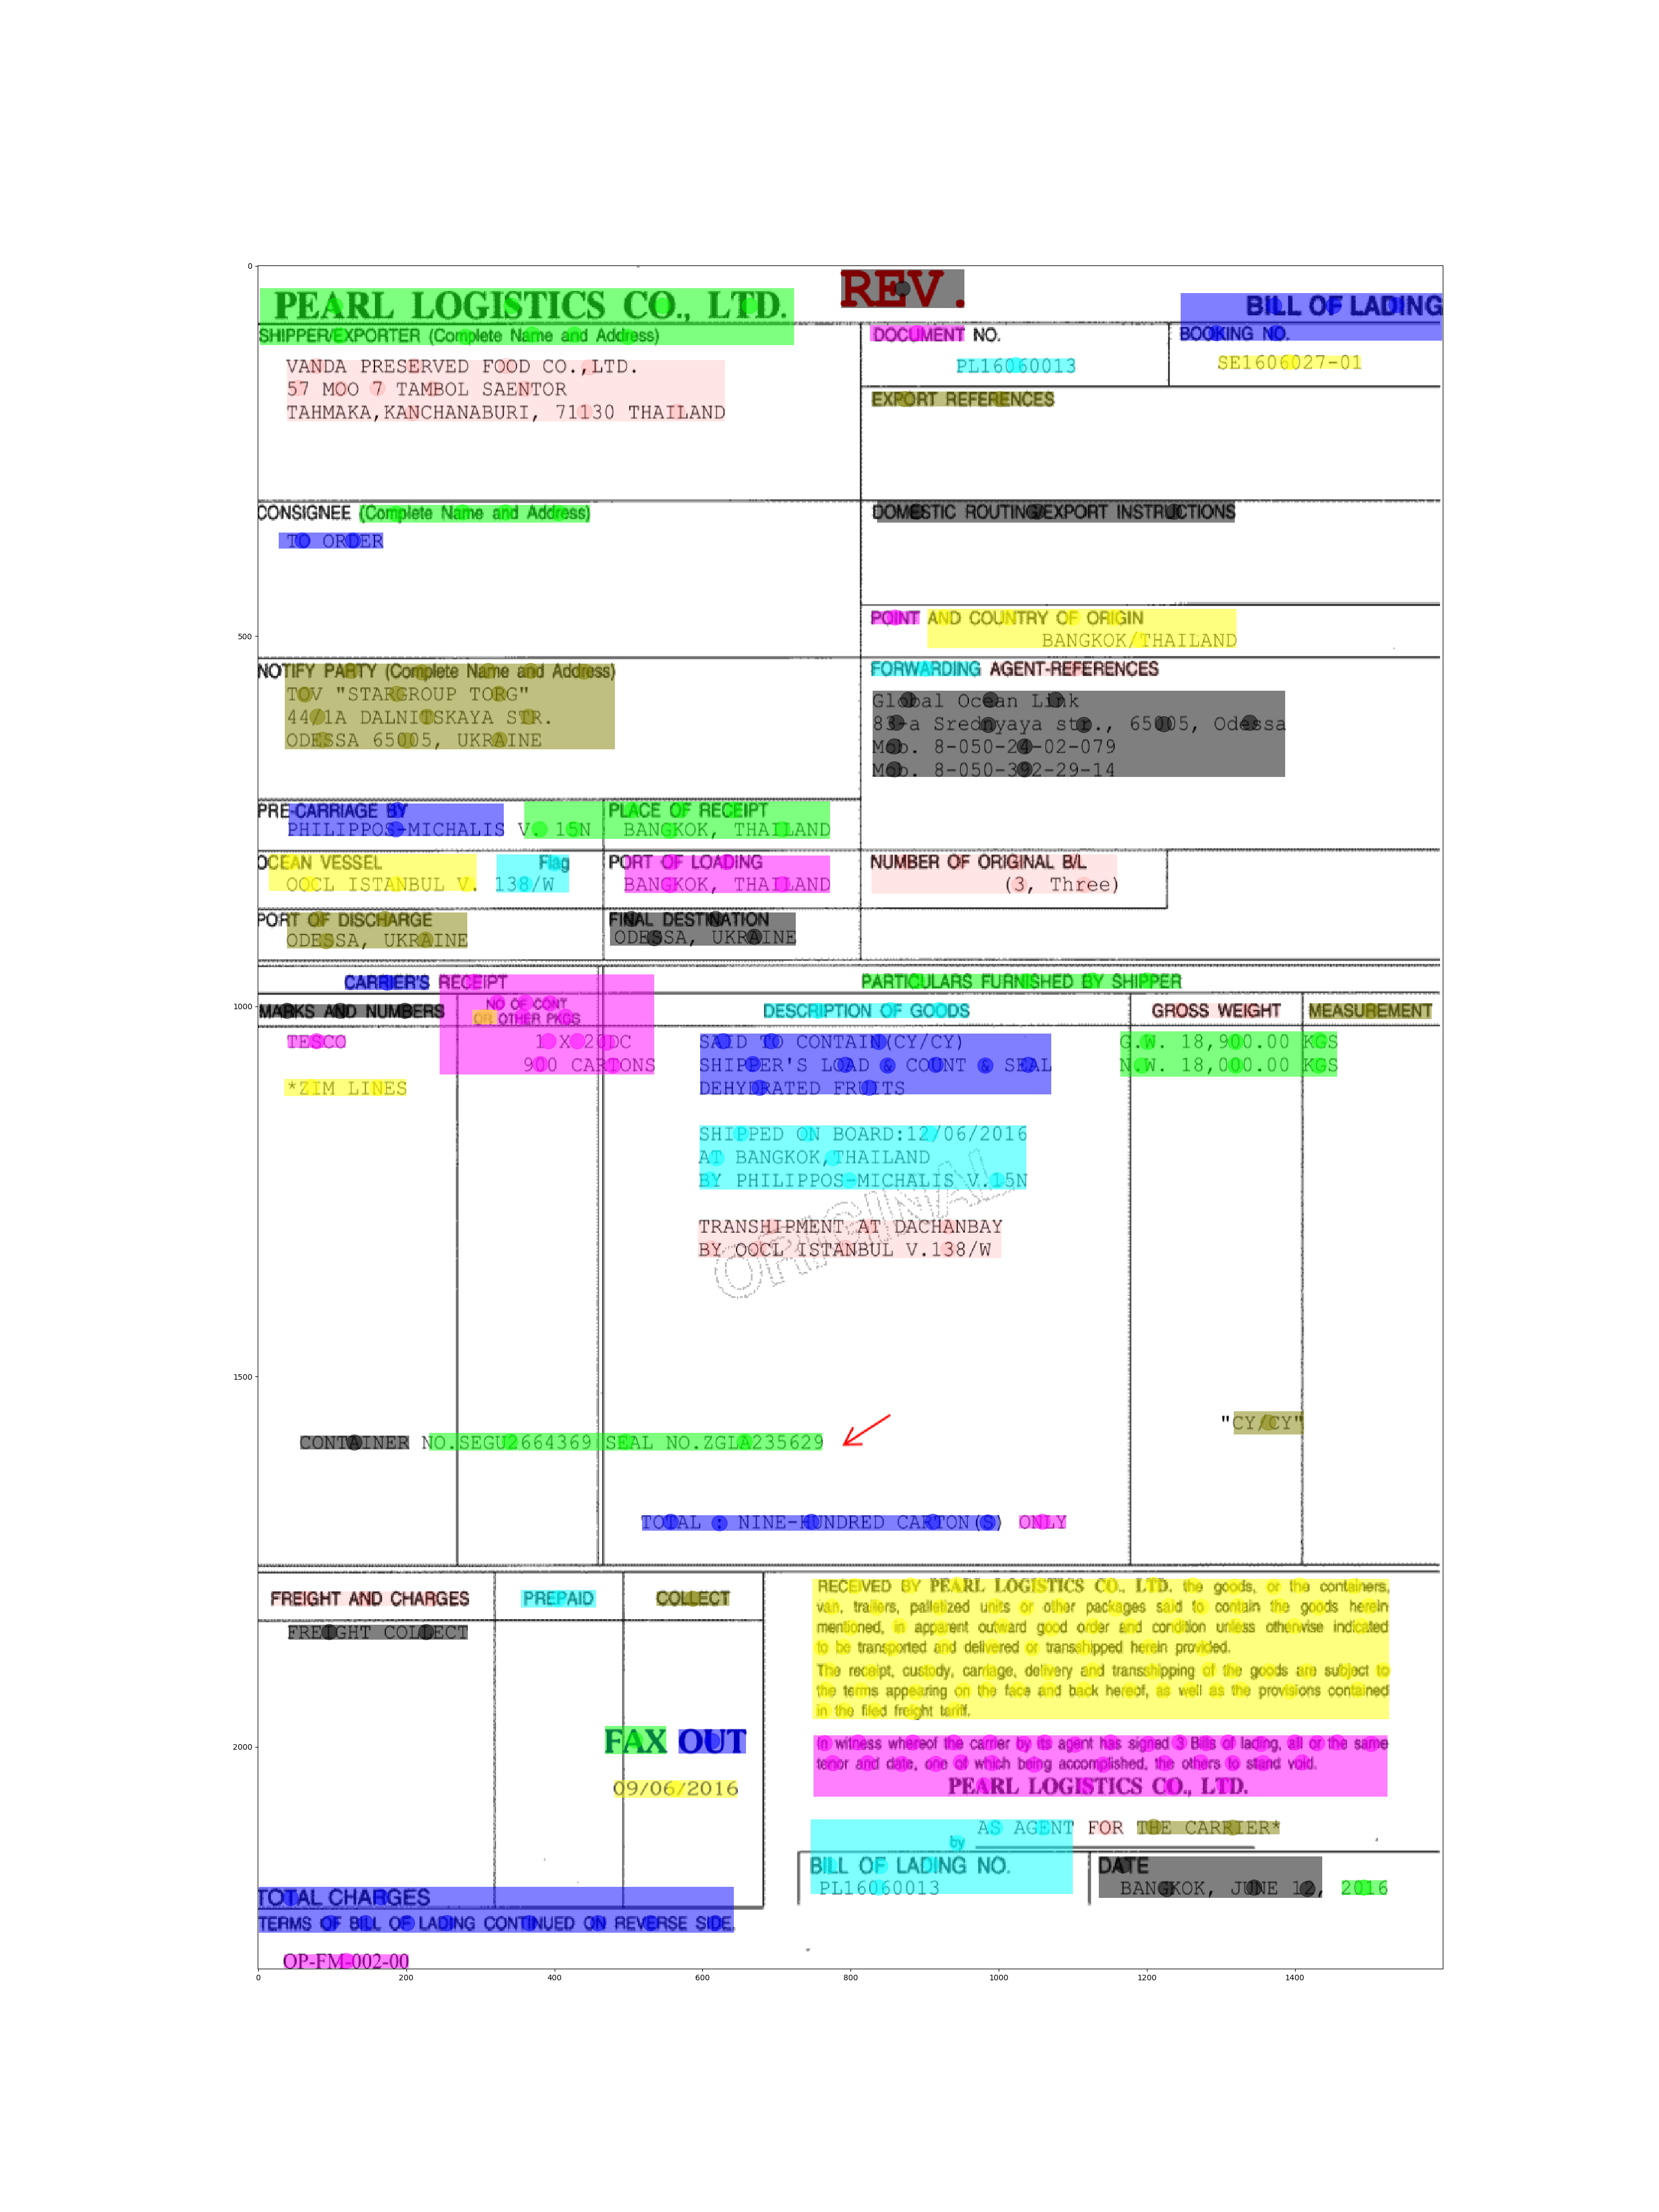 REV.
PEARL LOGISTICS CO., LTD.
BILL OF LADING
SHIPPER/EXPORTER (Complete Name and Address)
DOCUMENT NO.
BOOKING NO.
VANDA PRESERVED FOOD CO.,LTD.
57 MOO 7 TAMBOL SAENTOR
TAHMAKA,KANCHANABURI, 71130 THAILAND
PL16060013
SE1606027-01
EXPORT REFERENCES
CONSIGNEE (Complete Name and Address)
TO ORDER
DOMESTIC ROUTING/EXPORT INSTRUCTIONS
POINT AND COUNTRY OF ORIGIN
BANGKOK/THAILAND
NOTIFY PARTY (Complete Name and Address)
TOV "STARGROUP TORG"
44/1A DALNITSKAYA STR.
ODESSA 65005, UKRAINE
FORWARDING AGENT-REFERENCES
Global Ocean Link
83-a Srednyaya str., 65005, Odessa
Mob. 8-050-24-02-079
Mob. 8-050-392-29-14
PRE-CARRIAGE BY
PHILIPPOS-MICHALIS V. 15N
PLACE OF RECEIPT
BANGKOK, THAILAND
OCEAN VESSEL Flag
OOCL ISTANBUL V. 138/W
PORT OF LOADING
BANGKOK, THAILAND
NUMBER OF ORIGINAL B/L
(3, Three)
PORT OF DISCHARGE
ODESSA, UKRAINE
FINAL DESTINATION
ODESSA, UKRAINE
CARRIER'S RECEIPT
PARTICULARS FURNISHED BY SHIPPER
MARKS AND NUMBERS
NO OF CONT
OR OTHER PKGS
DESCRIPTION OF GOODS
GROSS WEIGHT
MEASUREMENT
TESCO
*ZIM LINES
1 X 20DC
900 CARTONS
SAID TO CONTAIN(CY/CY)
SHIPPER'S LOAD & COUNT & SEAL
DEHYDRATED FRUITS
G.W. 18,900.00 KGS
N.W. 18,000.00 KGS
SHIPPED ON BOARD:12/06/2016
AT BANGKOK,THAILAND
BY PHILIPPOS-MICHALIS V.15N
TRANSHIPMENT AT DACHANBAY
BY OOCL ISTANBUL V.138/W
ORIGINAL
"CY/CY"
CONTAINER NO.SEGU2664369 SEAL NO.ZGLA235629
TOTAL : NINE-HUNDRED CARTON(S) ONLY
FREIGHT AND CHARGES
PREPAID
COLLECT
FREIGHT COLLECT
FAX OUT
09/06/2016
RECEIVED BY PEARL LOGISTICS CO., LTD. the goods, or the containers,
van, trailers, palletized units or other packages said to contain the goods herein
mentioned, in apparent outward good order and condition unless otherwise indicated
to be transported and delivered or transshipped herein provided.
The receipt, custody, carriage, delivery and transshipping of the goods are subject to
the terms appearing on the face and back hereof, as well as the provisions contained
in the filed freight tariff.
In witness whereof the carrier by its agent has signed 3 Bills of lading, all or the same
tenor and date, one of which being accomplished, the others to stand void.
PEARL LOGISTICS CO., LTD.
AS AGENT FOR THE CARRIER*
by
BILL OF LADING NO.
PL16060013
DATE
BANGKOK, JUNE 12, 2016
TOTAL CHARGES
TERMS OF BILL OF LADING CONTINUED ON REVERSE SIDE.
OP-FM-002-00
0
500
1000
1500
2000
0 200 400 600 800 1000 1200 1400